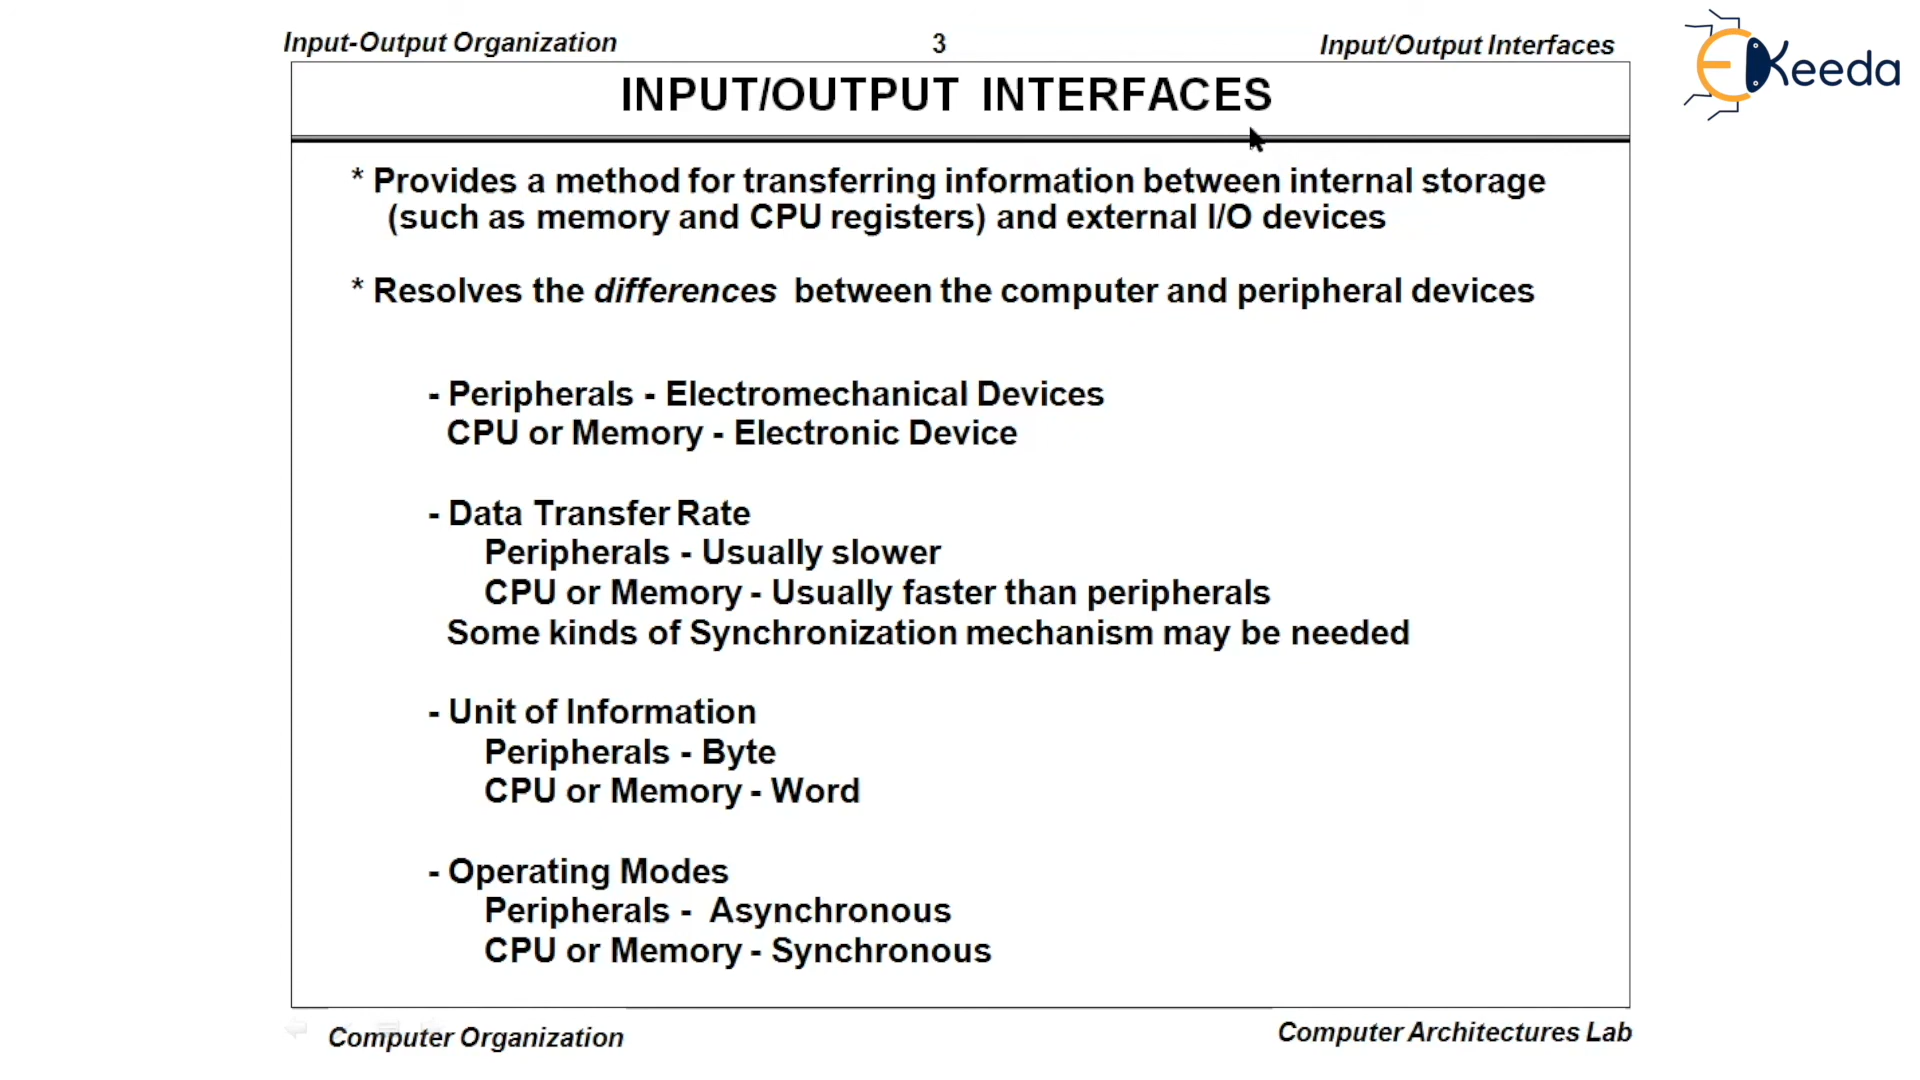 Input-Output Organization
3
Input/Output Interfaces
EKeeda
INPUT/OUTPUT INTERFACES
* Provides a method for transferring information between internal storage
(such as memory and CPU registers) and external I/O devices
* Resolves the differences between the computer and peripheral devices
- Peripherals - Electromechanical Devices
CPU or Memory - Electronic Device
- Data Transfer Rate
Peripherals - Usually slower
CPU or Memory - Usually faster than peripherals
Some kinds of Synchronization mechanism may be needed
- Unit of Information
Peripherals - Byte
CPU or Memory - Word
- Operating Modes
Peripherals - Asynchronous
CPU or Memory - Synchronous
Computer Organization
Computer Architectures Lab